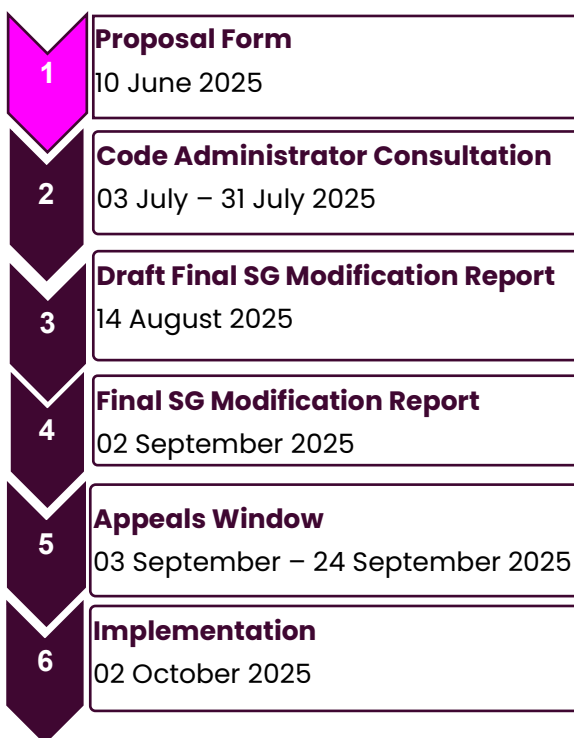 1
Proposal Form
10 June 2025
2
Code Administrator Consultation
03 July – 31 July 2025
3
Draft Final SG Modification Report
14 August 2025
4
Final SG Modification Report
02 September 2025
5
Appeals Window
03 September – 24 September 2025
6
Implementation
02 October 2025